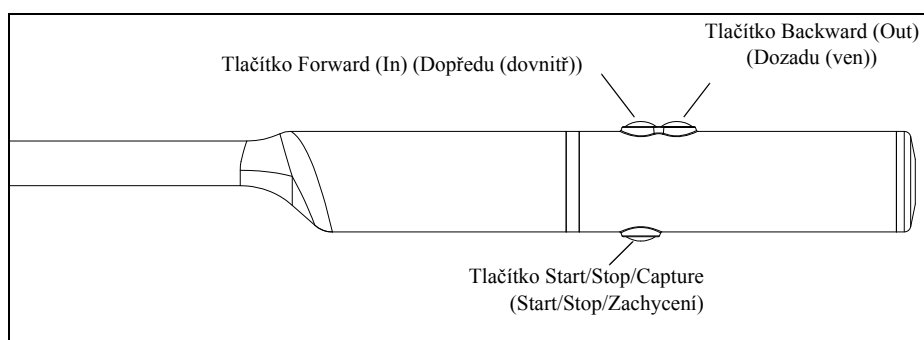 Tlačítko Backward (Out)
(Dozadu (ven))
Tlačítko Forward (In) (Dopředu (dovnitř))
Tlačítko Start/Stop/Capture
(Start/Stop/Zachycení)